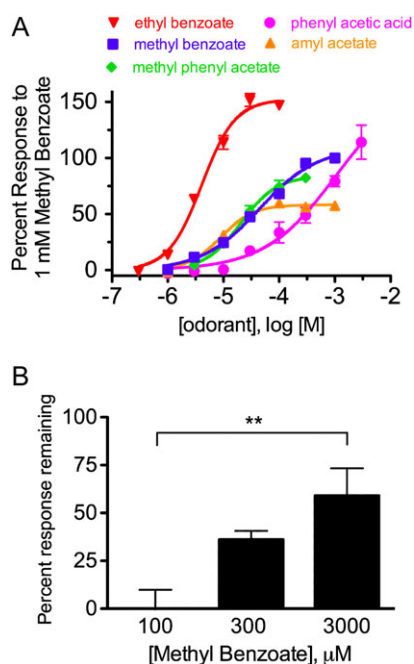 A
ethyl benzoate
phenyl acetic acid
methyl benzoate
amyl acetate
methyl phenyl acetate
Percent Response to
1 mM Methyl Benzoate
150
100
50
0
-7 -6 -5 -4 -3 -2
[odorant], log [M]
B
Percent response remaining
100
75
50
25
0
**
100 300 3000
[Methyl Benzoate], μM